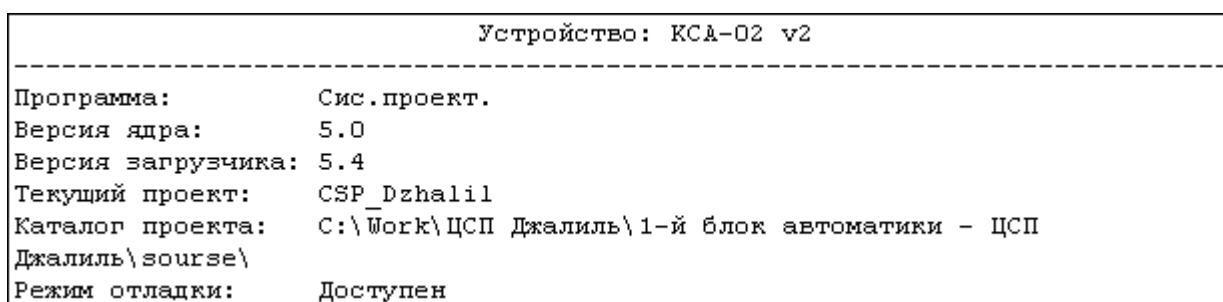 Устройство: КСА-02 v2
Программа: Сис.проект.
Версия ядра: 5.0
Версия загрузчика: 5.4
Текущий проект: CSP_Dzhalil
Каталог проекта: C:\Work\ЦСП Джалиль\1-й блок автоматики - ЦСП
Джалиль\sourse\
Режим отладки: Доступен